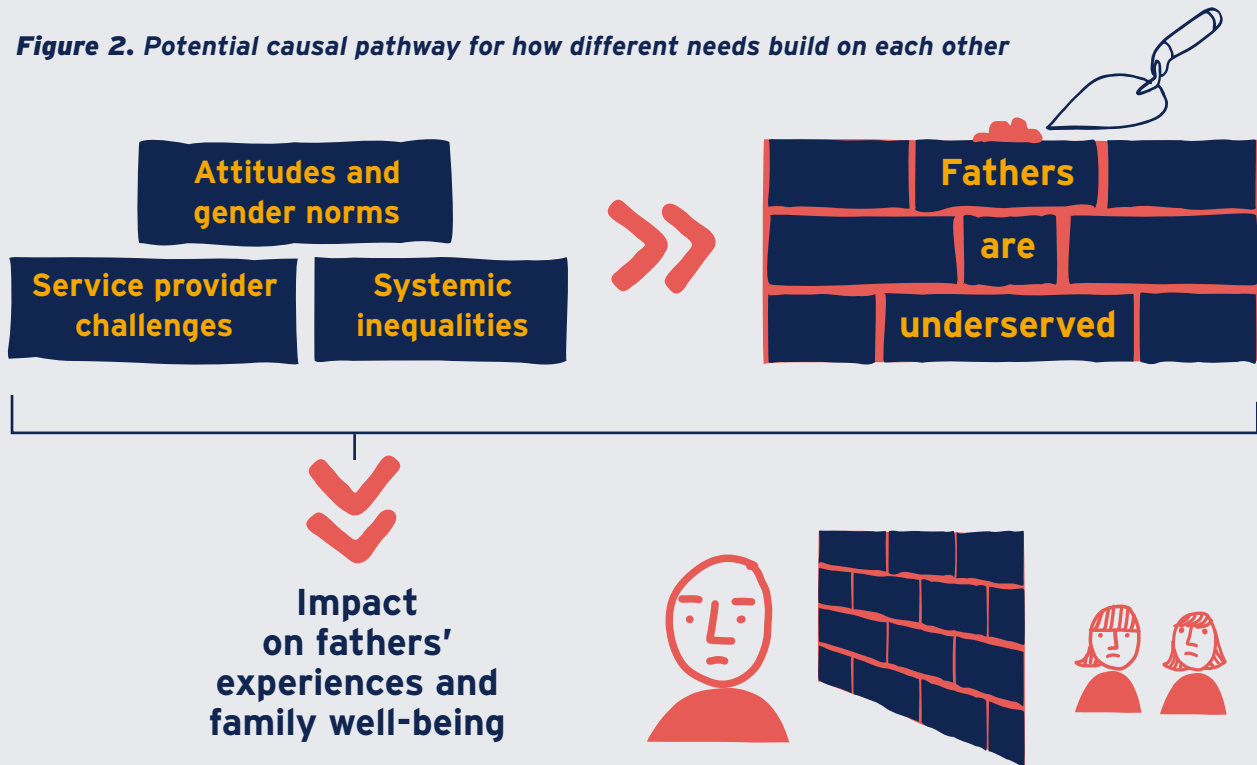 Figure 2. Potential causal pathway for how different needs build on each other
Attitudes and
gender norms
Service provider
challenges
Systemic
inequalities
Fathers
are
underserved
Impact
on fathers’
experiences and
family well-being